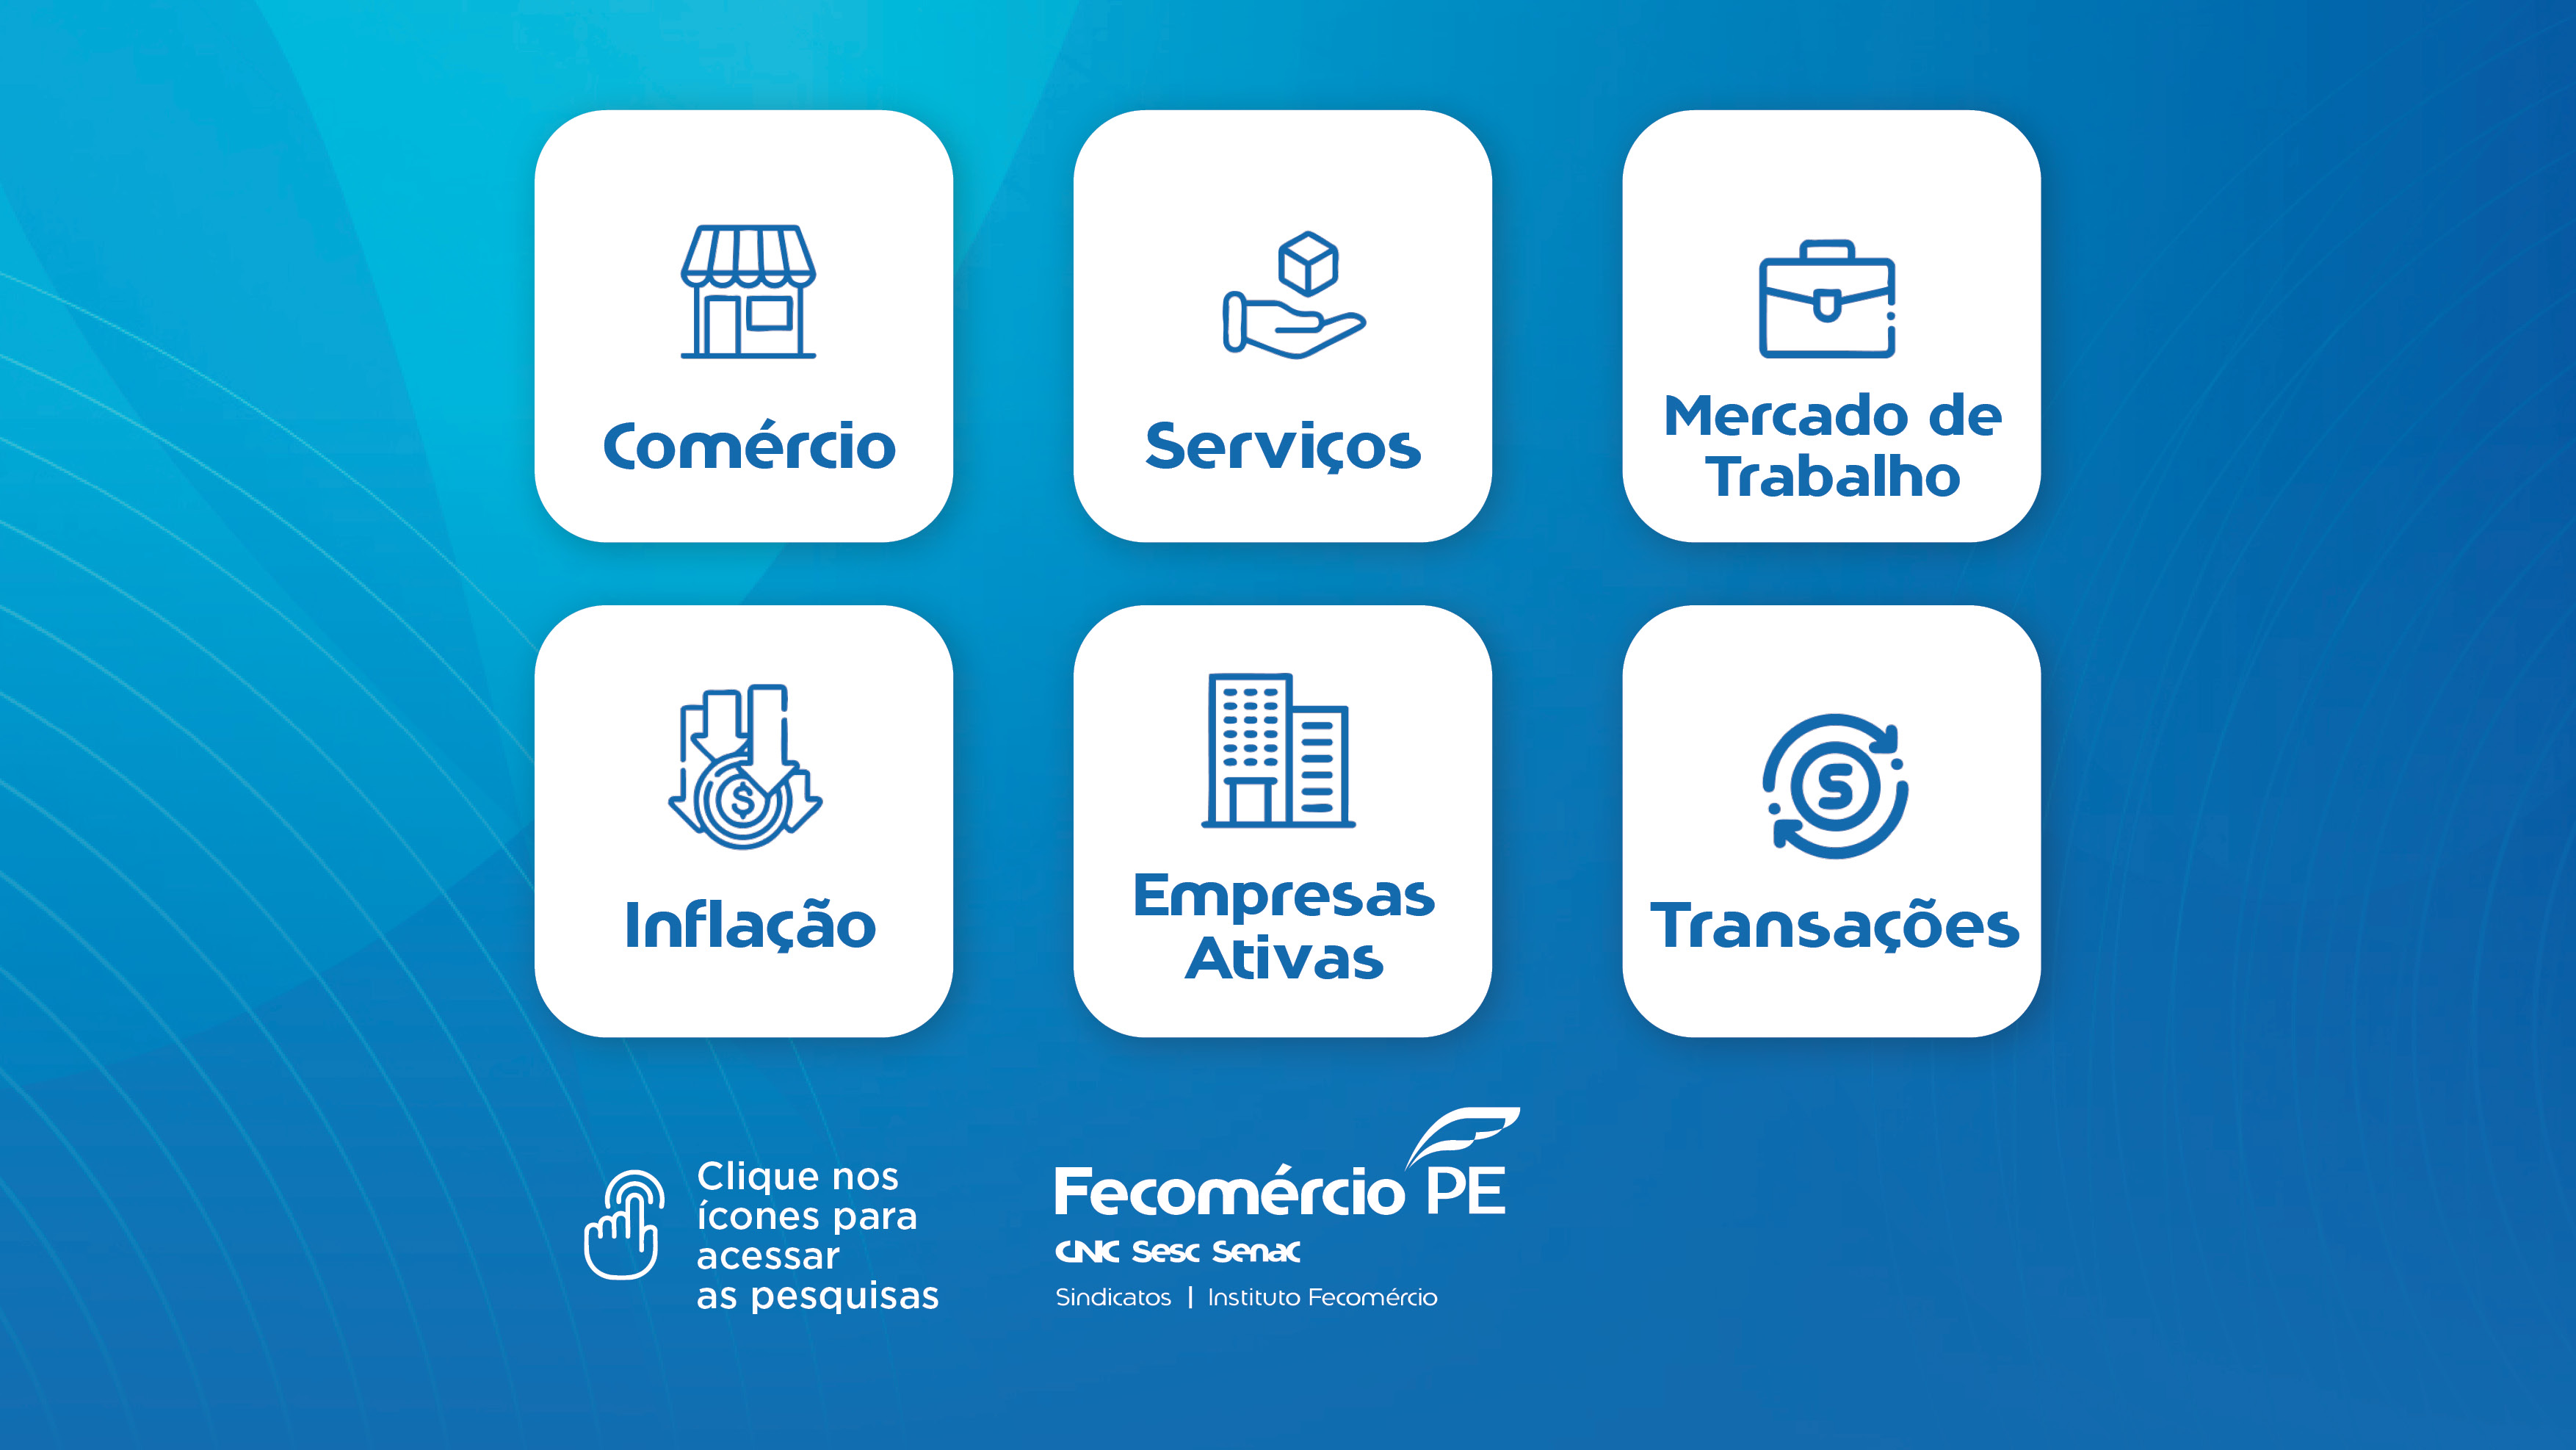 Comércio
Serviços
Mercado de
Trabalho
Inflação
Empresas
Ativas
Transações
Clique nos
ícones para
acessar
as pesquisas
Fecomércio PE
CNC Sesc Senac
Sindicatos | Instituto Fecomércio